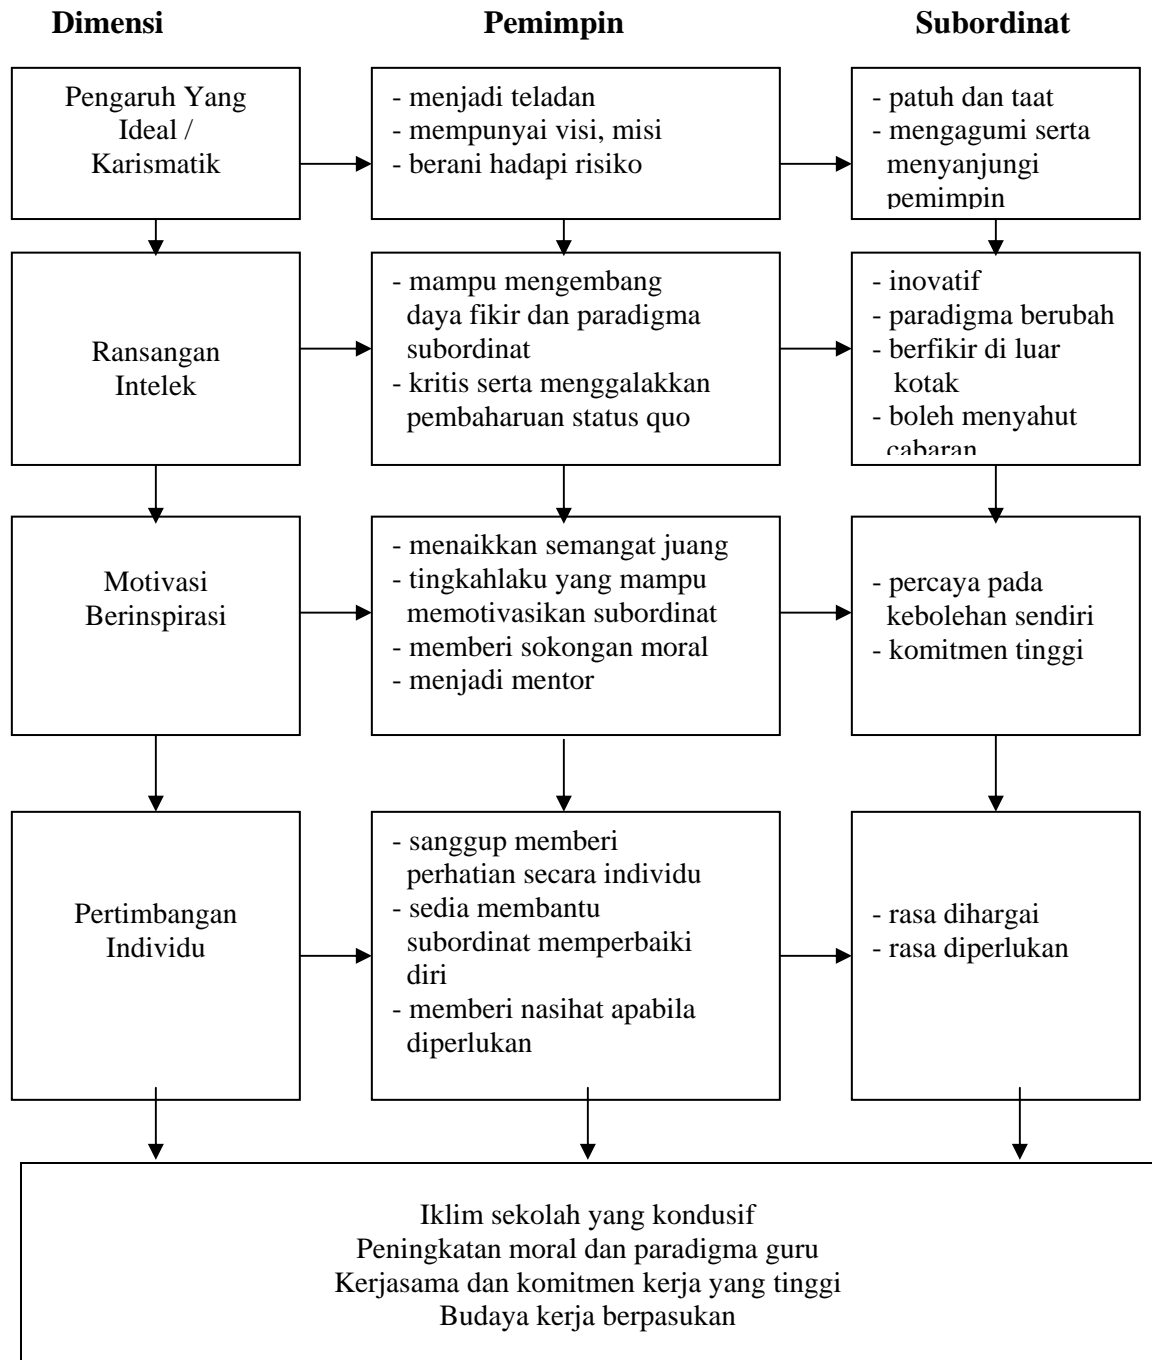 Dimensi
Pemimpin
Subordinat
Pengaruh Yang
Ideal /
Karismatik
- menjadi teladan
- mempunyai visi, misi
- berani hadapi risiko
- patuh dan taat
- mengagumi serta
menyanjungi
pemimpin
Ransangan
Intelek
- mampu mengembang
daya fikir dan paradigma
subordinat
- kritis serta menggalakkan
pembaharuan status quo
- inovatif
- paradigma berubah
- berfikir di luar
kotak
- boleh menyahut
cabaran
Motivasi
Berinspirasi
- menaikkan semangat juang
- tingkahlaku yang mampu
memotivasikan subordinat
- memberi sokongan moral
- menjadi mentor
- percaya pada
kebolehan sendiri
- komitmen tinggi
Pertimbangan
Individu
- sanggup memberi
perhatian secara individu
- sedia membantu
subordinat memperbaiki
diri
- memberi nasihat apabila
diperlukan
- rasa dihargai
- rasa diperlukan
Iklim sekolah yang kondusif
Peningkatan moral dan paradigma guru
Kerjasama dan komitmen kerja yang tinggi
Budaya kerja berpasukan